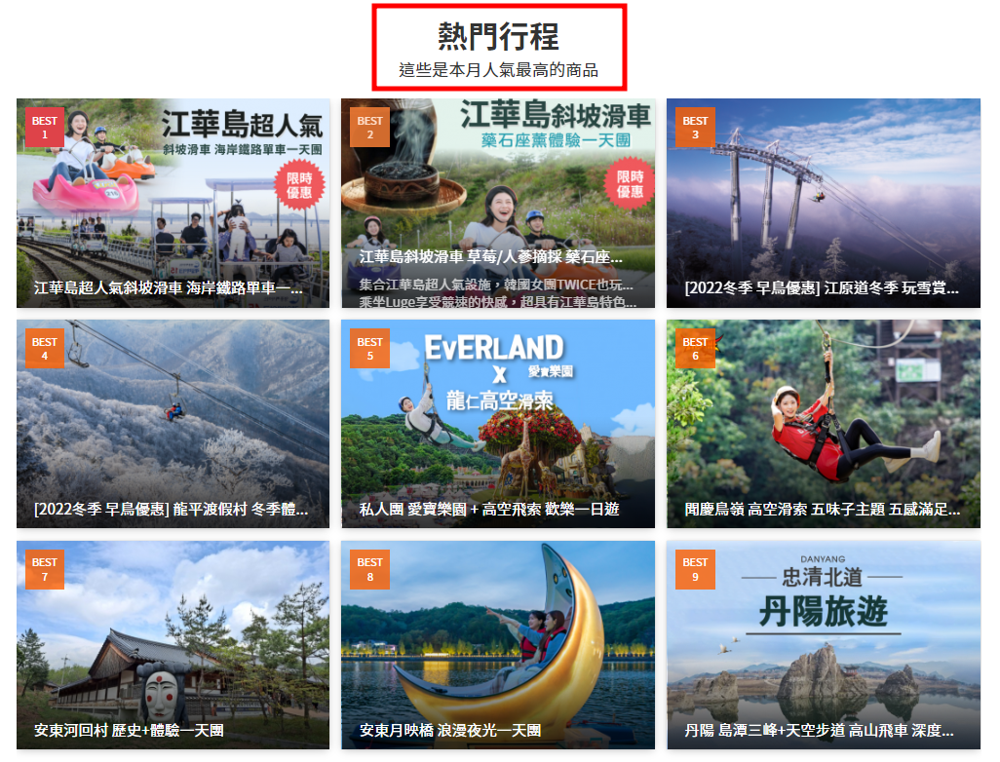 熱門行程
這些是本月人氣最高的商品
BEST
1
江華島超人氣
斜坡滑車 海岸鐵路單車一天團
限時
優惠
江華島超人氣斜坡滑車 海岸鐵路單車一...
BEST
2
江華島斜坡滑車
藥石座薰體驗一天團
限時
優惠
江華島斜坡滑車 草莓/人蔘摘採 藥石座...
集合江華島超人氣設施，韓國女團TWICE也玩...
乘坐Luge享受競速的快感，超具有江華島特色...
BEST
3
[2022冬季 早鳥優惠] 江原道冬季 玩雪賞...
BEST
4
[2022冬季 早鳥優惠] 龍平渡假村 冬季體...
BEST
5
EvERLAND
X 愛寶樂園
龍仁高空滑索
私人團 愛寶樂園 + 高空飛索 歡樂一日遊
BEST
6
聞慶鳥嶺 高空滑索 五味子主題 五感滿足...
BEST
7
安東河回村 歷史+體驗一天團
BEST
8
安東月映橋 浪漫夜光一天團
BEST
9
DANYANG
忠清北道
丹陽旅遊
丹陽 島潭三峰+天空步道 高山飛車 深度...